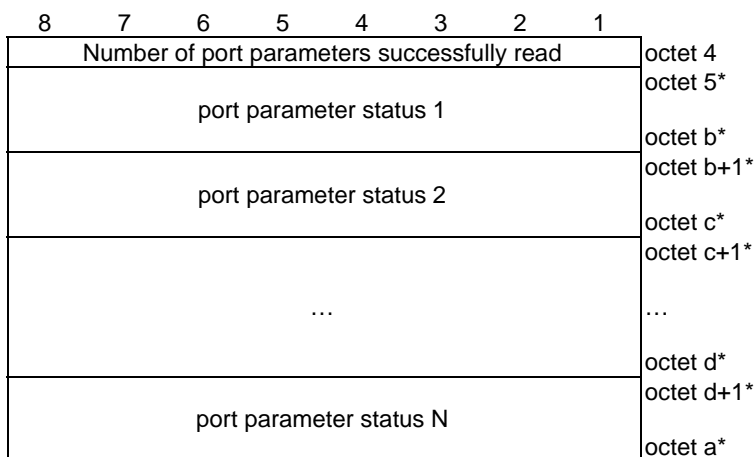 8 7 6 5 4 3 2 1
Number of port parameters successfully read octet 4
octet 5*
port parameter status 1
octet b*
octet b+1*
port parameter status 2
octet c*
octet c+1*
… …
octet d*
octet d+1*
port parameter status N
octet a*